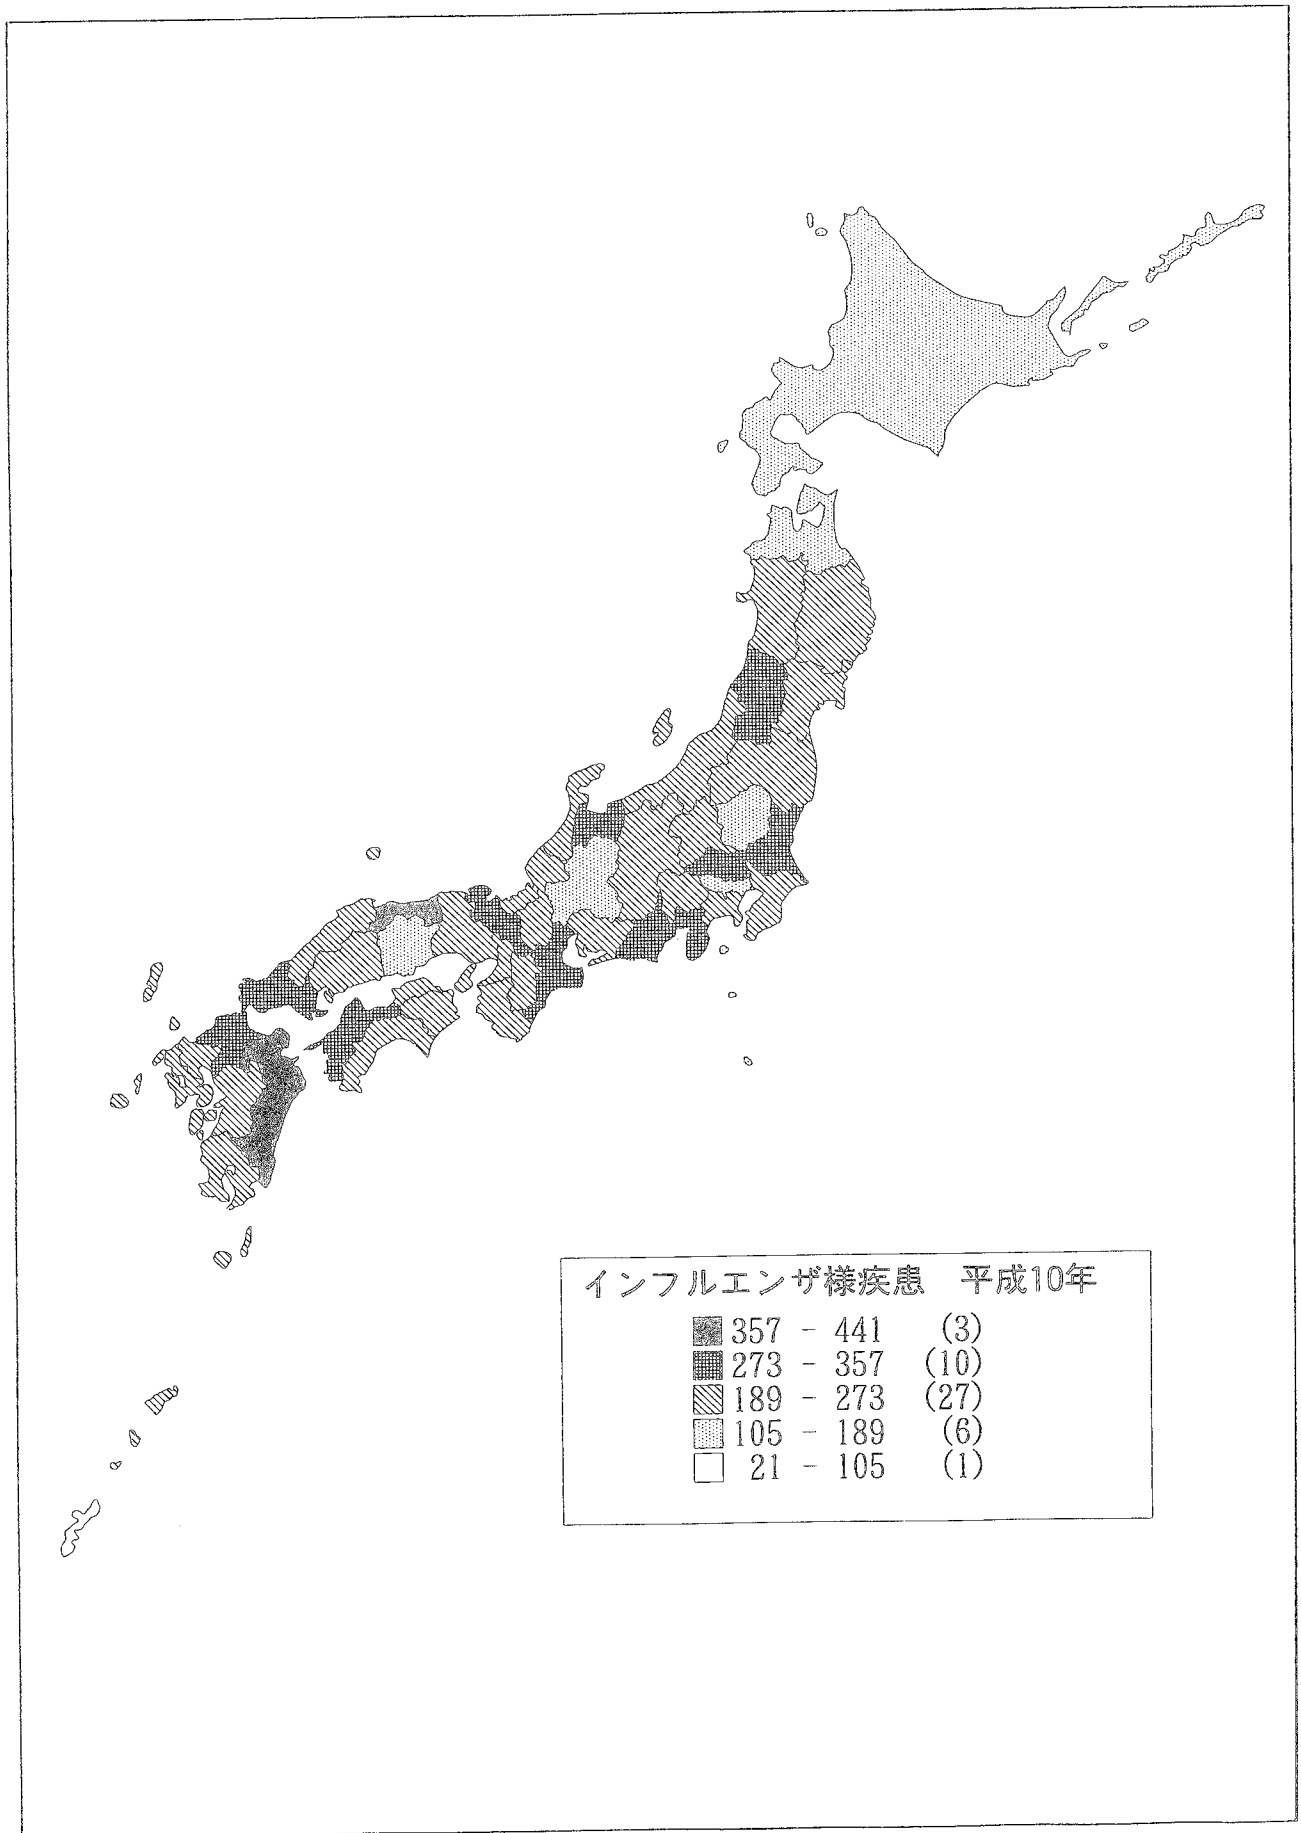 インフルエンザ様疾患 平成10年
357 - 441 (3)
273 - 357 (10)
189 - 273 (27)
105 - 189 (6)
21 - 105 (1)